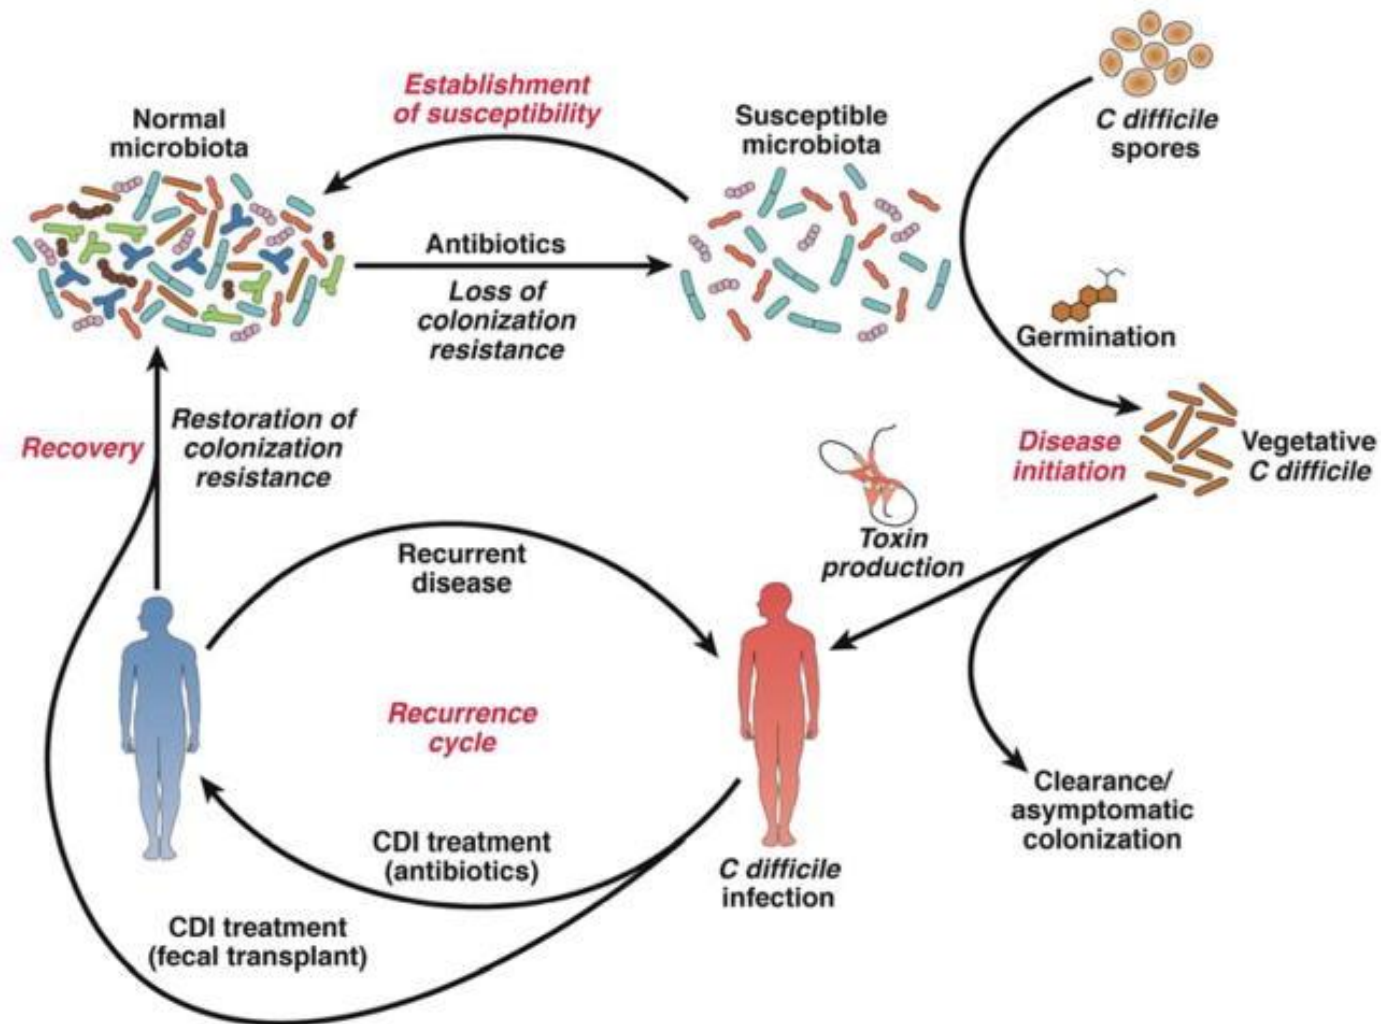 Establishment
of susceptibility
Normal
microbiota
Susceptible
microbiota
C difficile
spores
Antibiotics
Loss of
colonization
resistance
Germination
Recovery
Restoration of
colonization
resistance
Disease
initiation
Vegetative
C difficile
Toxin
production
Recurrent
disease
Recurrence
cycle
Clearance/
asymptomatic
colonization
CDI treatment
(antibiotics)
C difficile
infection
CDI treatment
(fecal transplant)